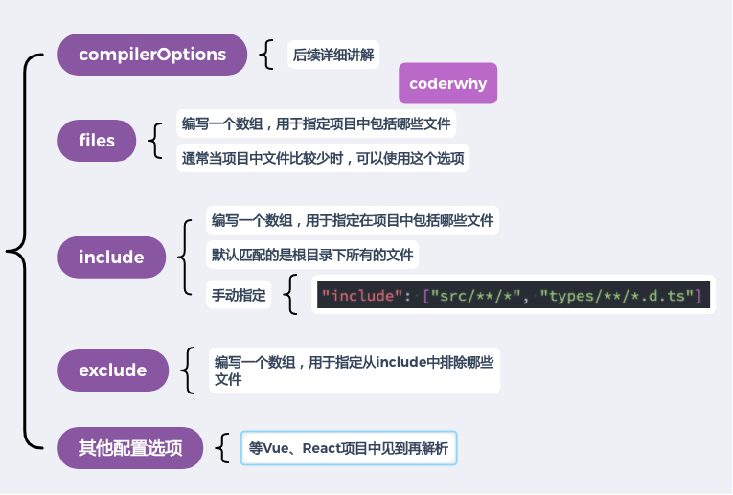 compilerOptions
后续详细讲解
coderwhy
files
编写一个数组，用于指定项目中包括哪些文件
通常当项目中文件比较少时，可以使用这个选项
include
编写一个数组，用于指定在项目中包括哪些文件
默认匹配的是根目录下所有的文件
手动指定
"include": ["src/**/*", "types/**/*.d.ts"]
exclude
编写一个数组，用于指定从include中排除哪些
文件
其他配置选项
等Vue、React项目中见到再解析